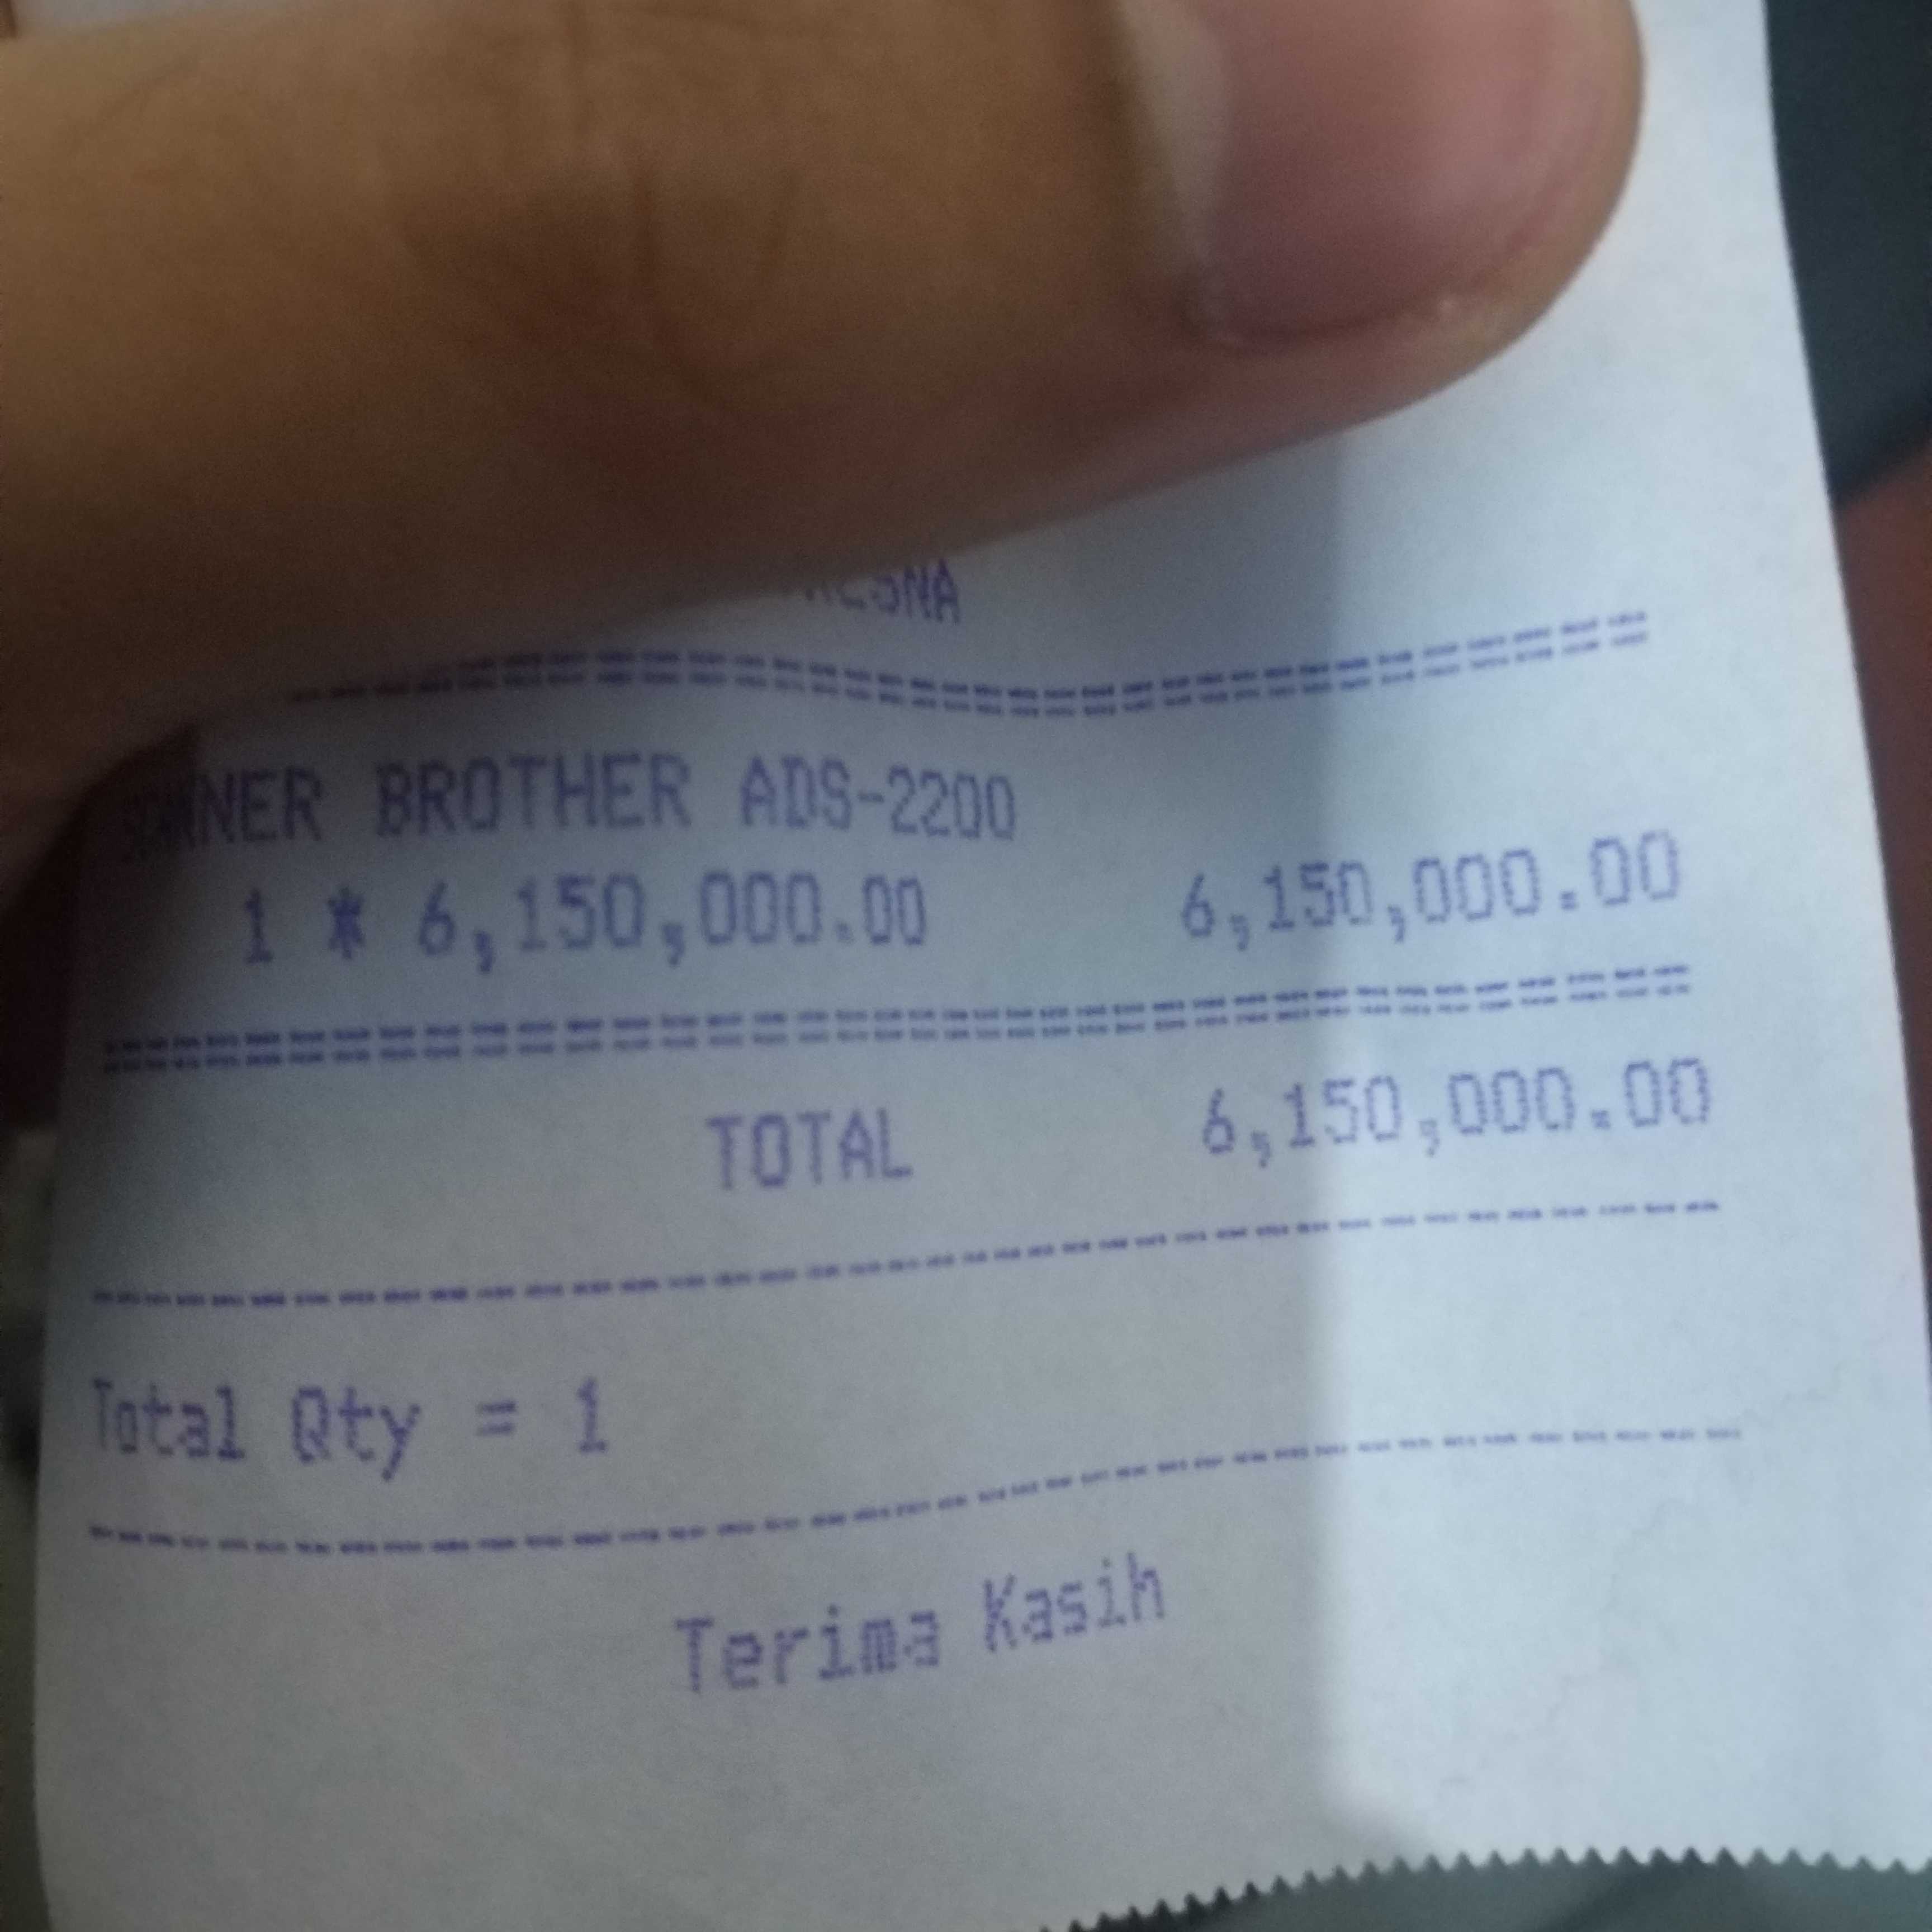 SCANNER BROTHER ADS-2200
1 * 6,150,000.00 6,150,000.00
TOTAL 6,150,000.00
Total Qty = 1
Terima Kasih